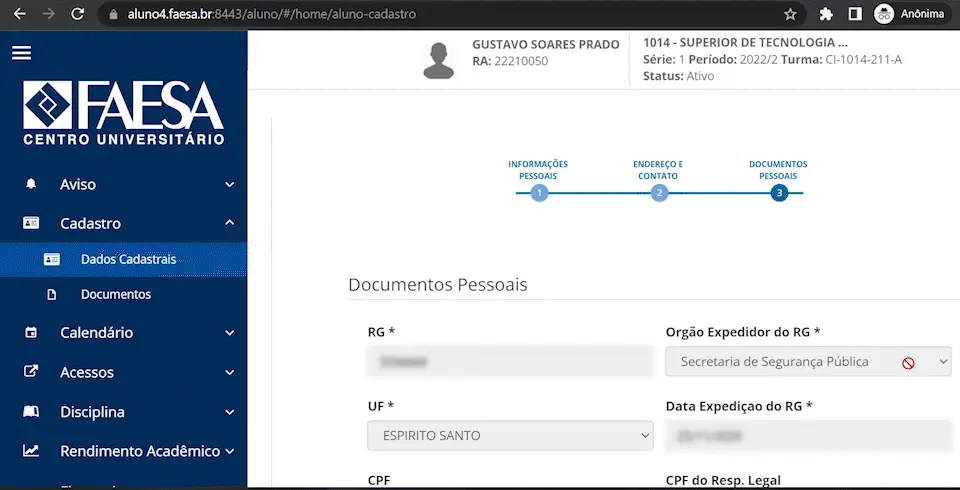 aluno4.faesa.br:8443/aluno/#/home/aluno-cadastro
Anônima
GUSTAVO SOARES PRADO
RA: 22210050
1014 - SUPERIOR DE TECNOLOGIA ...
Série: 1 Período: 2022/2 Turma: CI-1014-211-A
Status: Ativo
FAESA
CENTRO UNIVERSITÁRIO
Aviso
Cadastro
Dados Cadastrais
Documentos
Calendário
Acessos
Disciplina
Rendimento Acadêmico
INFORMAÇÕES
PESSOAIS
1
ENDEREÇO E
CONTATO
2
DOCUMENTOS
PESSOAIS
3
Documentos Pessoais
RG *
Orgão Expedidor do RG *
Secretaria de Segurança Pública
UF *
ESPIRITO SANTO
Data Expediçao do RG *
CPF
CPF do Resp. Legal